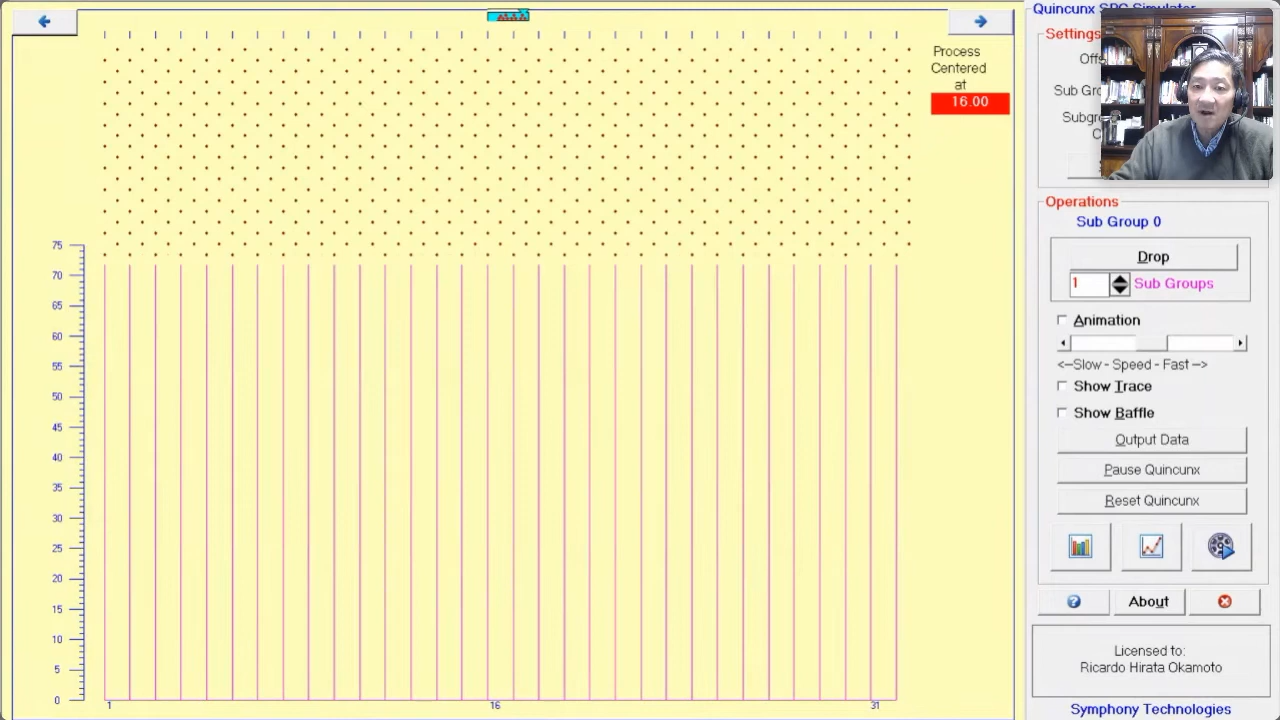 Quincunx SPC Simulator
Settings
Process
Centered
at
16.00
Operations
Sub Group 0
Drop
1 Sub Groups
Animation
<--Slow - Speed - Fast -->
Show Trace
Show Baffle
Output Data
Pause Quincunx
Reset Quincunx
About
Licensed to:
Ricardo Hirata Okamoto
Symphony Technologies
75
70
65
60
55
50
45
40
35
30
25
20
15
10
5
0
1 16 31